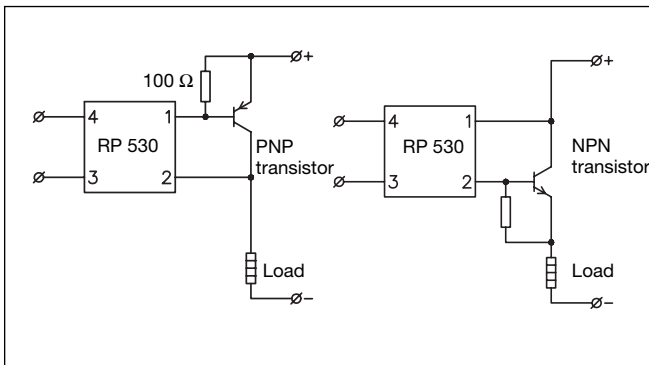 +
100 Ω
4 1
RP 530
3 2
PNP
transistor
Load
−
+
4 1
RP 530
3 2
NPN
transistor
Load
−